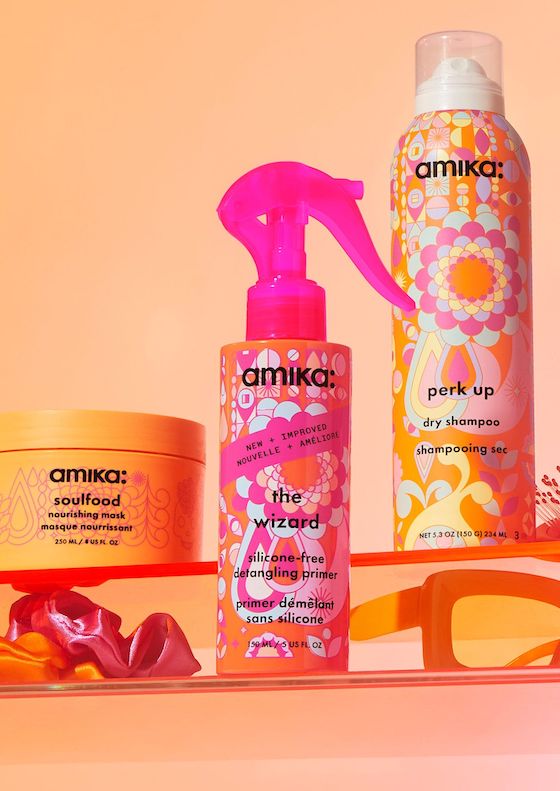 amika:
soulfood
nourishing mask
masque nourrissant
250 ML / 8 US FL. OZ
amika:
NEW + IMPROVED
NOUVELLE + AMÉLIORÉ
the
wizard
silicone-free
detangling primer
primer démêlant
sans silicone
150 ML / 5 US FL. OZ
amika:
perk up
dry shampoo
shampooing sec
NET 5.3 OZ (150 G) 234 ML